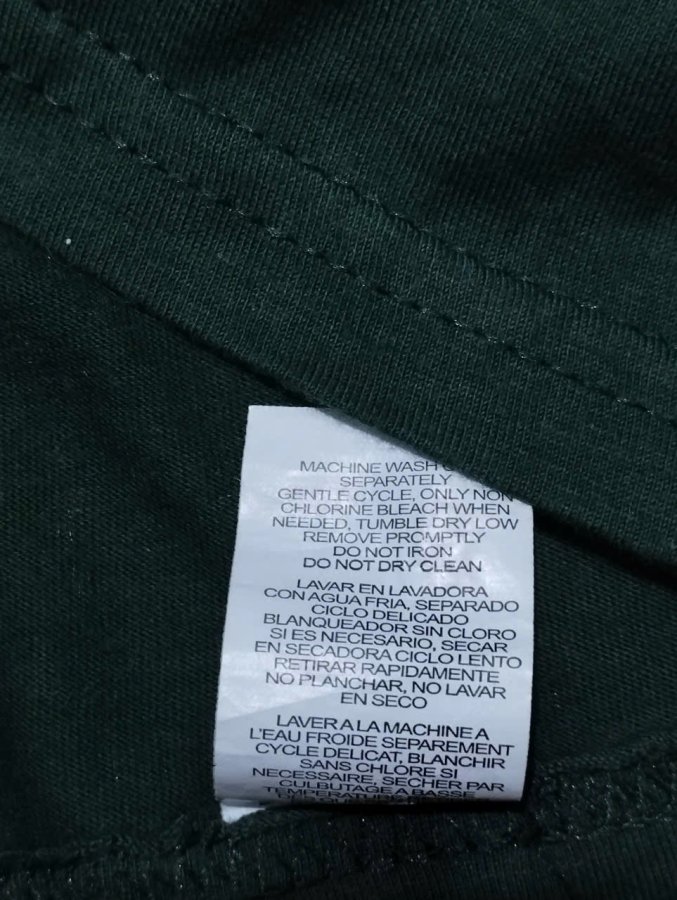 MACHINE WASH
SEPARATELY
GENTLE CYCLE, ONLY NON
CHLORINE BLEACH WHEN
NEEDED, TUMBLE DRY LOW
REMOVE PROMPTLY
DO NOT IRON
DO NOT DRY CLEAN
LAVAR EN LAVADORA
CON AGUA FRIA, SEPARADO
CICLO DELICADO
BLANQUEADOR SIN CLORO
SI ES NECESARIO, SECAR
EN SECADORA CICLO LENTO
RETIRAR RAPIDAMENTE
NO PLANCHAR, NO LAVAR
EN SECO
LAVER A LA MACHINE A
L'EAU FROIDE SEPAREMENT
CYCLE DELICAT, BLANCHIR
SANS CHLORE SI
NECESSAIRE, SECHER PAR
CULBUTAGE A BASSE
TEMPERATURE